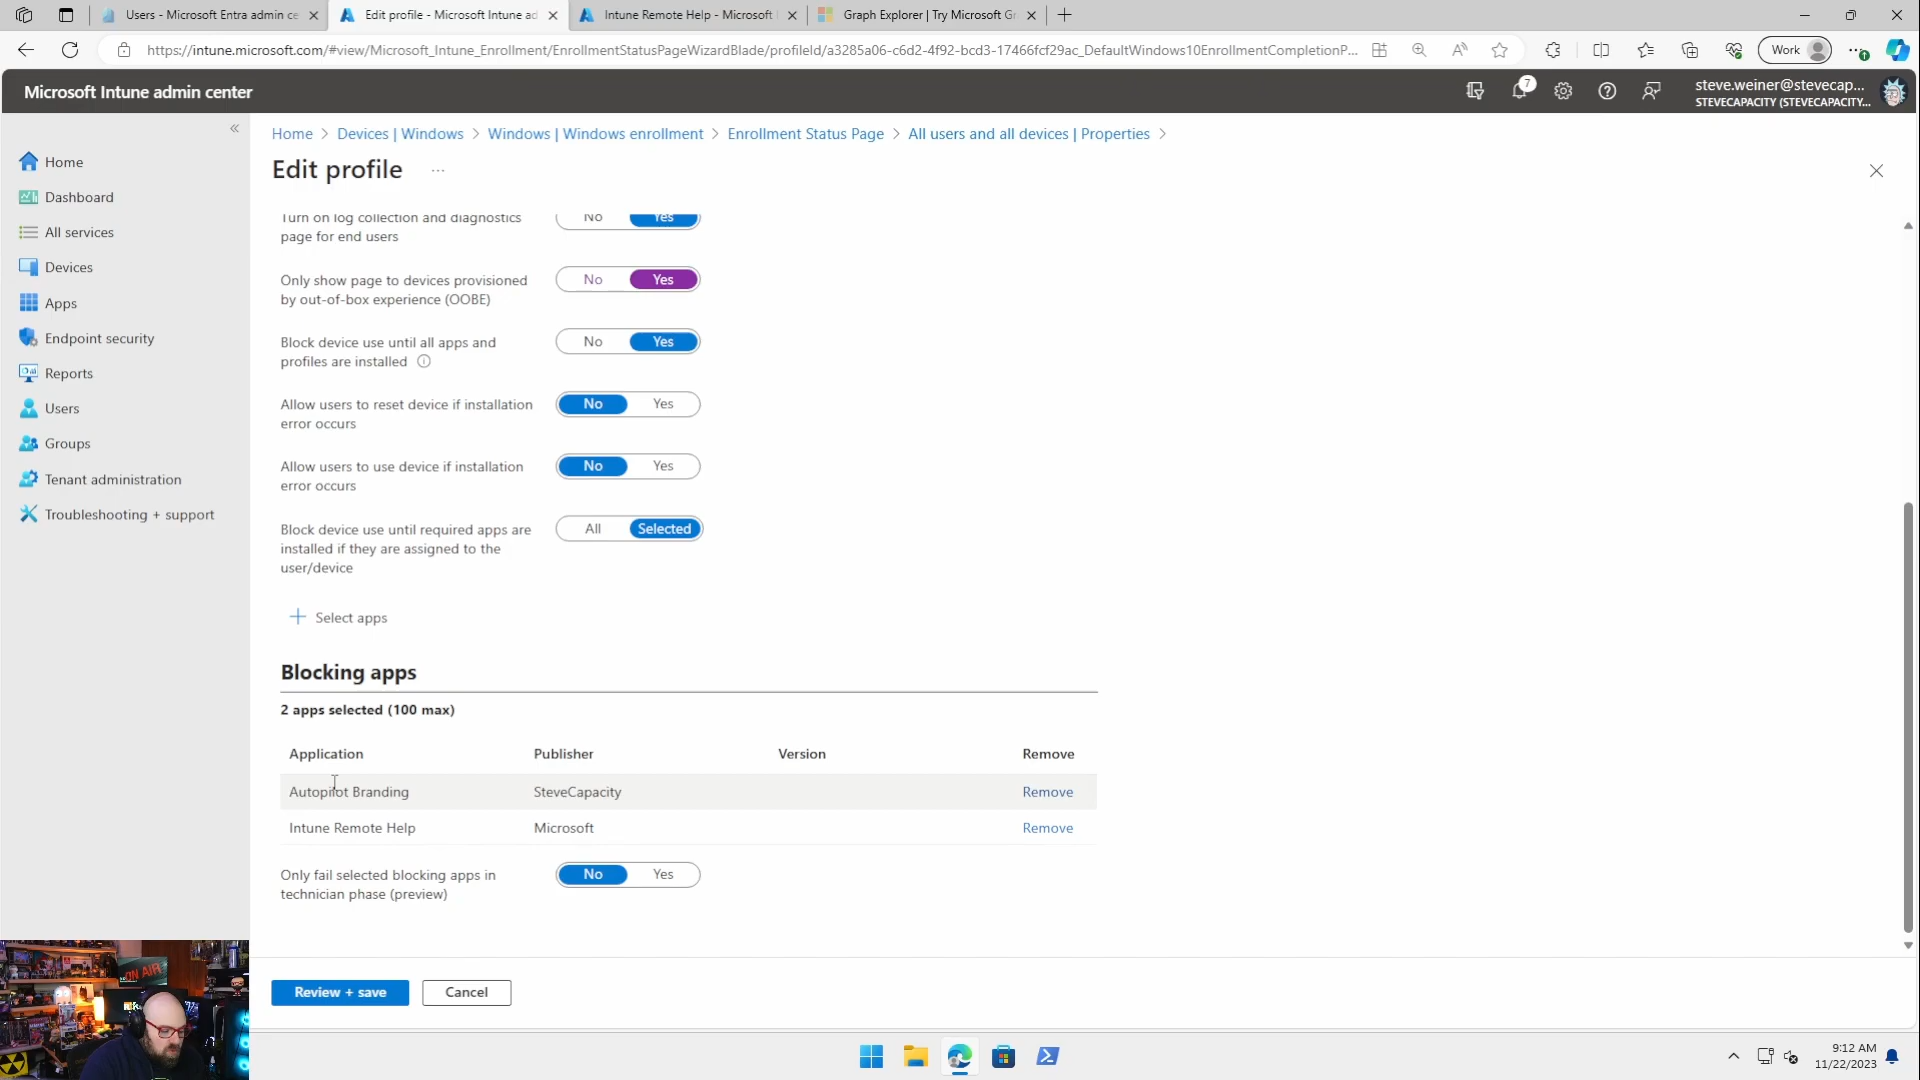 Users - Microsoft Entra admin ce
Edit profile - Microsoft Intune ad
Intune Remote Help - Microsoft I
Graph Explorer | Try Microsoft Gr
https://intune.microsoft.com/#view/Microsoft_Intune_Enrollment/EnrollmentStatusPageWizardBlade/profileId/a3285a06-c6d2-4f92-bcd3-17466fcf29ac_DefaultWindows10EnrollmentCompletionP...
Work
Microsoft Intune admin center
7
steve.weiner@stevecap...
STEVECAPACITY (STEVECAPACITY,...
Home
Dashboard
All services
Devices
Apps
Endpoint security
Reports
Users
Groups
Tenant administration
Troubleshooting + support
Home > Devices | Windows > Windows | Windows enrollment > Enrollment Status Page > All users and all devices | Properties >
Edit profile ...
Turn on log collection and diagnostics
page for end users
No Yes
Only show page to devices provisioned
by out-of-box experience (OOBE)
No Yes
Block device use until all apps and
profiles are installed
No Yes
Allow users to reset device if installation
error occurs
No Yes
Allow users to use device if installation
error occurs
No Yes
Block device use until required apps are
installed if they are assigned to the
user/device
All Selected
Select apps
Blocking apps
2 apps selected (100 max)
Application Publisher Version Remove
Autopilot Branding SteveCapacity Remove
Intune Remote Help Microsoft Remove
Only fail selected blocking apps in
technician phase (preview)
No Yes
Review + save
Cancel
ON AIR
9:12 AM
11/22/2023